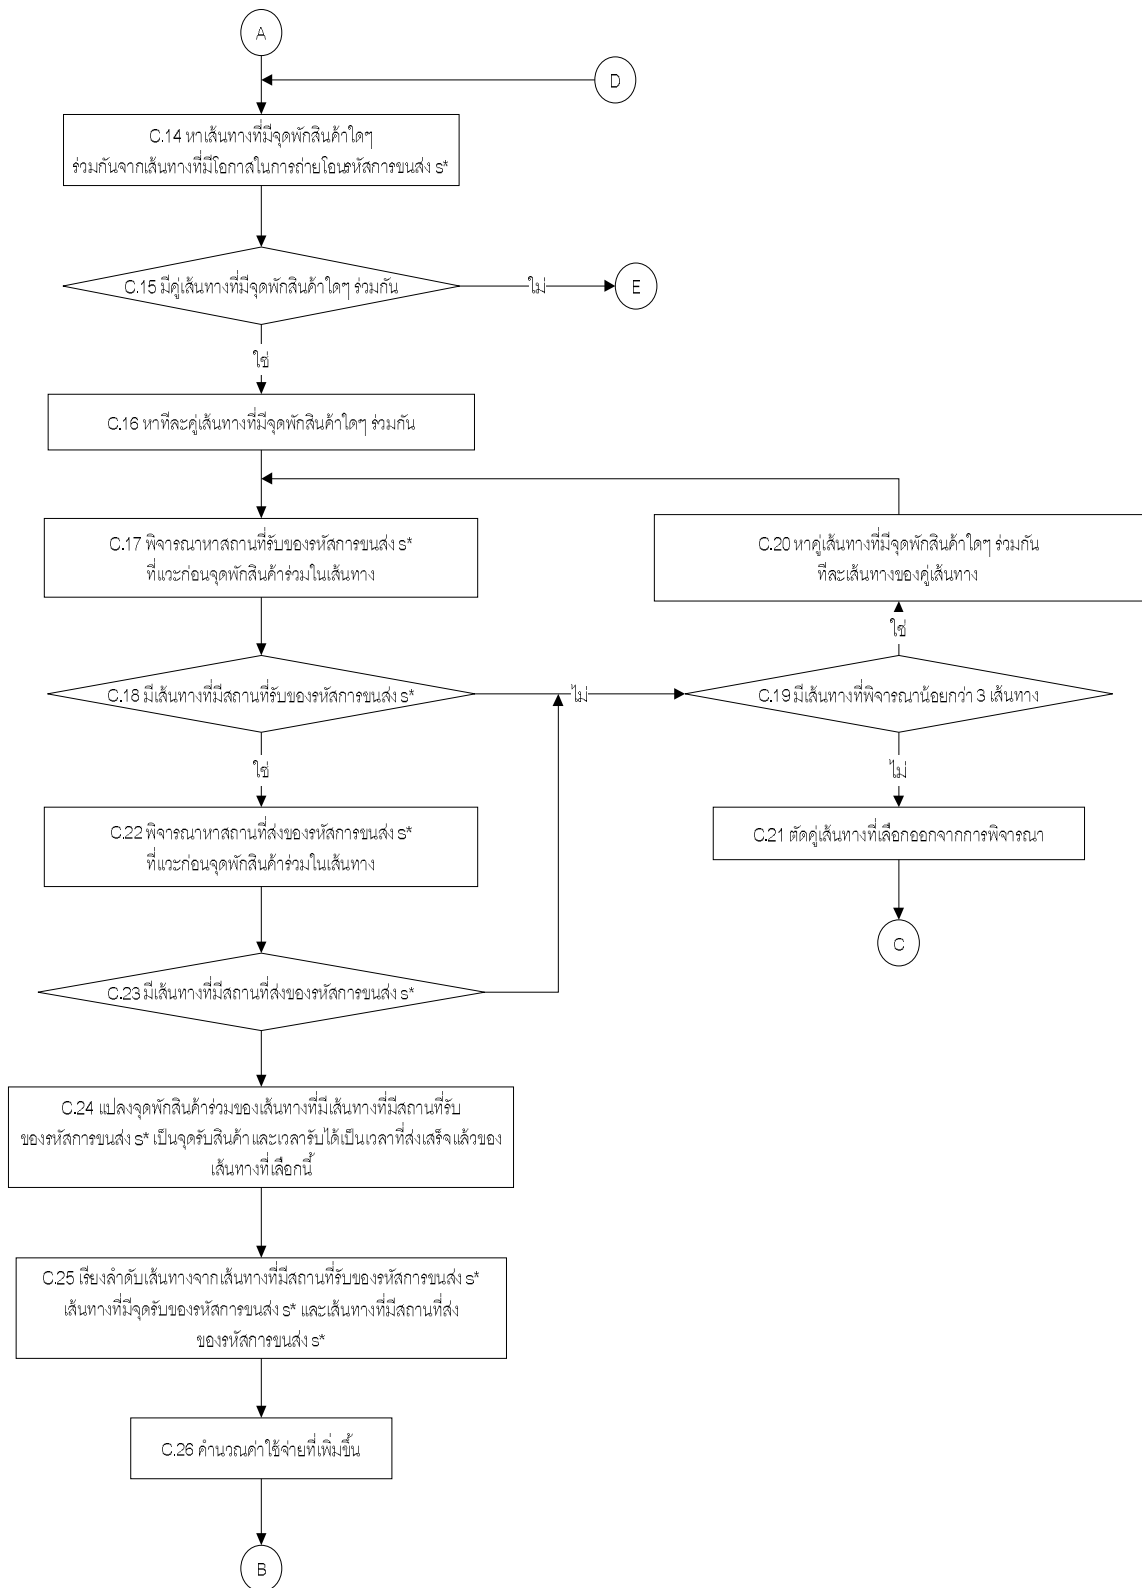 A
D
C.14 หาเส้นทางที่มีจุดพักสินค้าใดๆ
ร่วมกันจากเส้นทางที่มีโอกาสในการถ่ายโอนรหัสการขนส่ง s*
C.15 มีคู่เส้นทางที่มีจุดพักสินค้าใดๆ ร่วมกัน
ไม่
E
ใช่
C.16 หาทีละคู่เส้นทางที่มีจุดพักสินค้าใดๆ ร่วมกัน
C.17 พิจารณาหาสถานที่รับของรหัสการขนส่ง s*
ที่แวะก่อนจุดพักสินค้าร่วมในเส้นทาง
C.20 หาคู่เส้นทางที่มีจุดพักสินค้าใดๆ ร่วมกัน
ทีละเส้นทางของคู่เส้นทาง
ใช่
C.18 มีเส้นทางที่มีสถานที่รับของรหัสการขนส่ง s*
ไม่
C.19 มีเส้นทางที่พิจารณาน้อยกว่า 3 เส้นทาง
ใช่
ไม่
C.22 พิจารณาหาสถานที่ส่งของรหัสการขนส่ง s*
ที่แวะก่อนจุดพักสินค้าร่วมในเส้นทาง
C.21 ตัดคู่เส้นทางที่เลือกออกจากการพิจารณา
C
C.23 มีเส้นทางที่มีสถานที่ส่งของรหัสการขนส่ง s*
C.24 แปลงจุดพักสินค้าร่วมของเส้นทางที่มีเส้นทางที่มีสถานที่รับ
ของรหัสการขนส่ง s* เป็นจุดรับสินค้าและเวลารับได้เป็นเวลาที่ส่งเสร็จแล้วของ
เส้นทางที่เลือกนี้
C.25 เรียงลำดับเส้นทางจากเส้นทางที่มีสถานที่รับของรหัสการขนส่ง s*
เส้นทางที่มีจุดรับของรหัสการขนส่ง s* และเส้นทางที่มีสถานที่ส่ง
ของรหัสการขนส่ง s*
C.26 คำนวณค่าใช้จ่ายที่เพิ่มขึ้น
B